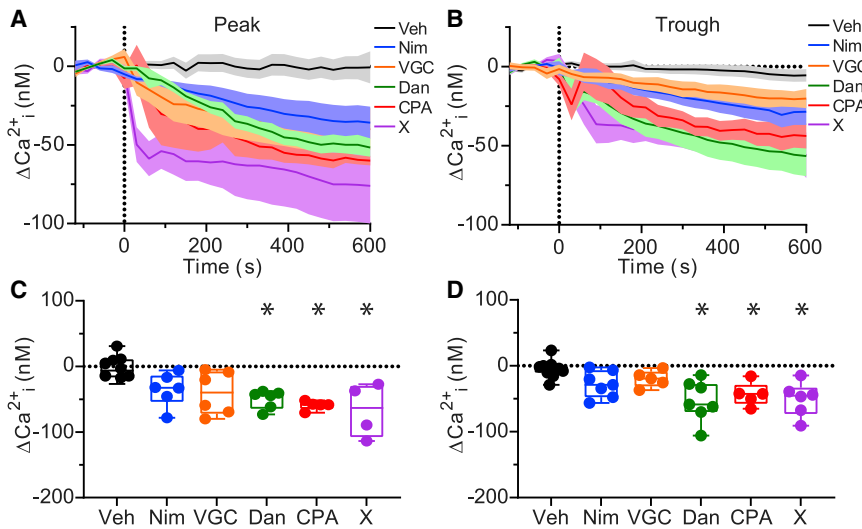 A
Peak
ΔCa²⁺ᵢ (nM)
0
-50
-100
0
200
400
600
Time (s)
Veh
Nim
VGC
Dan
CPA
X
B
Trough
ΔCa²⁺ᵢ (nM)
0
-50
-100
0
200
400
600
Time (s)
Veh
Nim
VGC
Dan
CPA
X
C
ΔCa²⁺ᵢ (nM)
100
0
-100
-200
* * *
Veh Nim VGC Dan CPA X
D
ΔCa²⁺ᵢ (nM)
100
0
-100
-200
* * *
Veh Nim VGC Dan CPA X